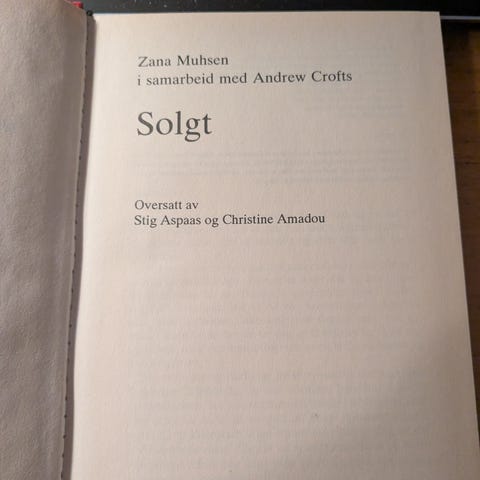 Zana Muhsen
i samarbeid med Andrew Crofts
Solgt
Oversatt av
Stig Aspaas og Christine Amadou